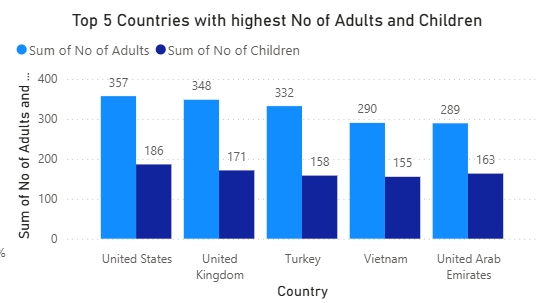 Top 5 Countries with highest No of Adults and Children
Sum of No of Adults Sum of No of Children
Sum of No of Adults and ...
400
300
200
100
0
357 186
348 171
332 158
290 155
289 163
United States
United
Kingdom
Turkey
Vietnam
United Arab
Emirates
Country
%